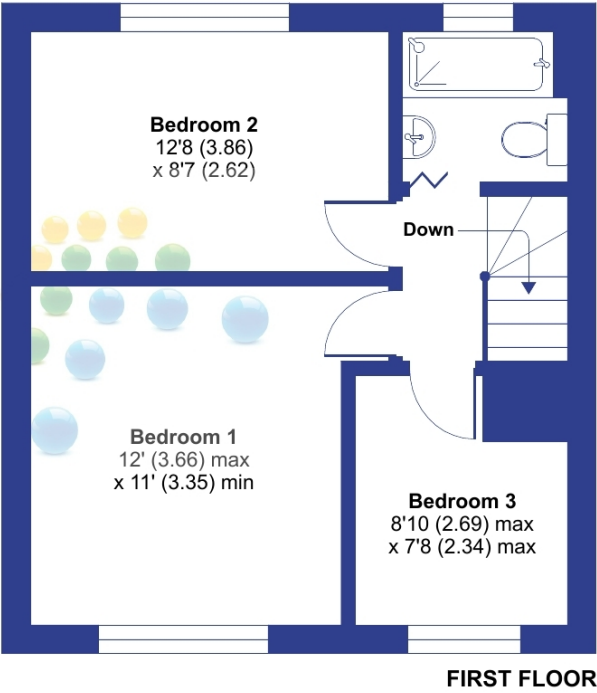 Bedroom 2
12'8 (3.86)
x 8'7 (2.62)
Down
Bedroom 1
12' (3.66) max
x 11' (3.35) min
Bedroom 3
8'10 (2.69) max
x 7'8 (2.34) max
FIRST FLOOR